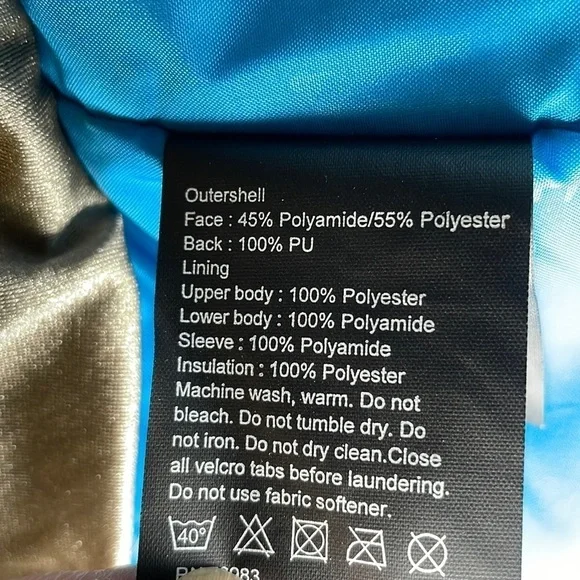 Outershell
Face : 45% Polyamide/55% Polyester
Back : 100% PU
Lining
Upper body : 100% Polyester
Lower body : 100% Polyamide
Sleeve : 100% Polyamide
Insulation : 100% Polyester
Machine wash, warm. Do not
bleach. Do not tumble dry. Do
not iron. Do not dry clean.Close
all velcro tabs before laundering.
Do not use fabric softener.
40°